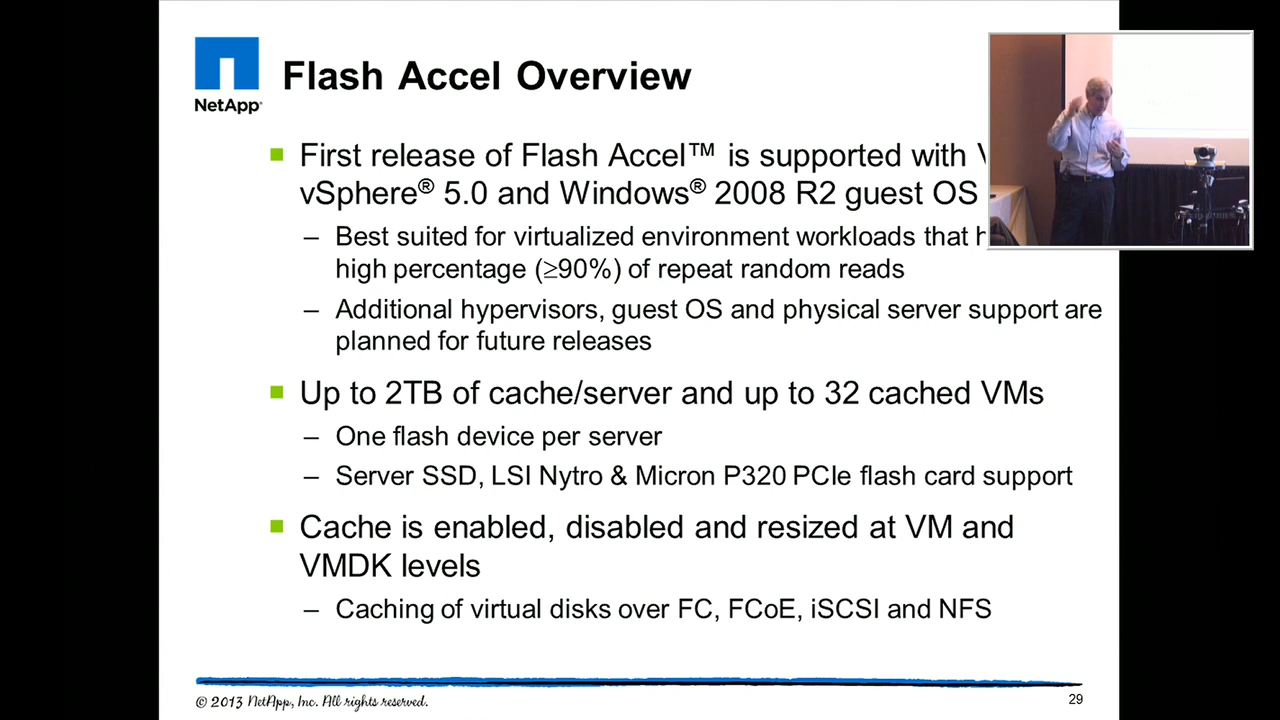 NetApp®
Flash Accel Overview
First release of Flash Accel™ is supported with
vSphere® 5.0 and Windows® 2008 R2 guest OS
– Best suited for virtualized environment workloads that
high percentage (≥90%) of repeat random reads
– Additional hypervisors, guest OS and physical server support are
planned for future releases
Up to 2TB of cache/server and up to 32 cached VMs
– One flash device per server
– Server SSD, LSI Nytro & Micron P320 PCIe flash card support
Cache is enabled, disabled and resized at VM and
VMDK levels
– Caching of virtual disks over FC, FCoE, iSCSI and NFS
© 2013 NetApp, Inc. All rights reserved.
29